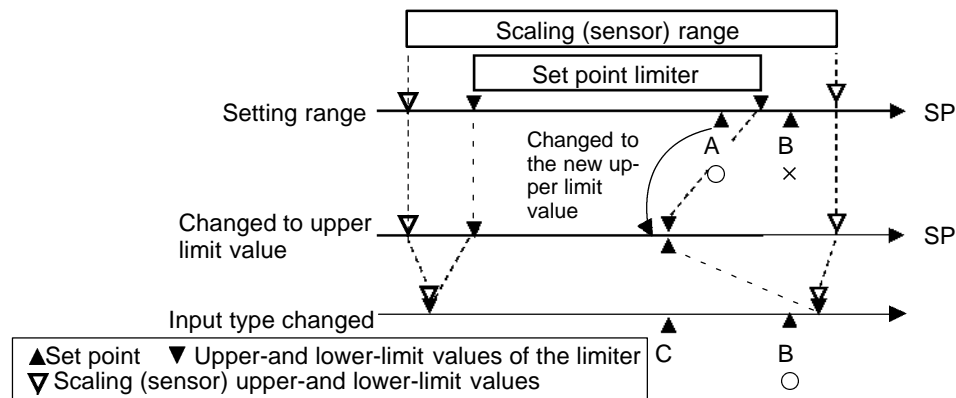 Scaling (sensor) range
Set point limiter
Setting range
SP
A
B
Changed to
the new up-
per limit
value
○
×
Changed to upper
limit value
SP
Input type changed
C
B
○
▲Set point ▼ Upper-and lower-limit values of the limiter
▽ Scaling (sensor) upper-and lower-limit values